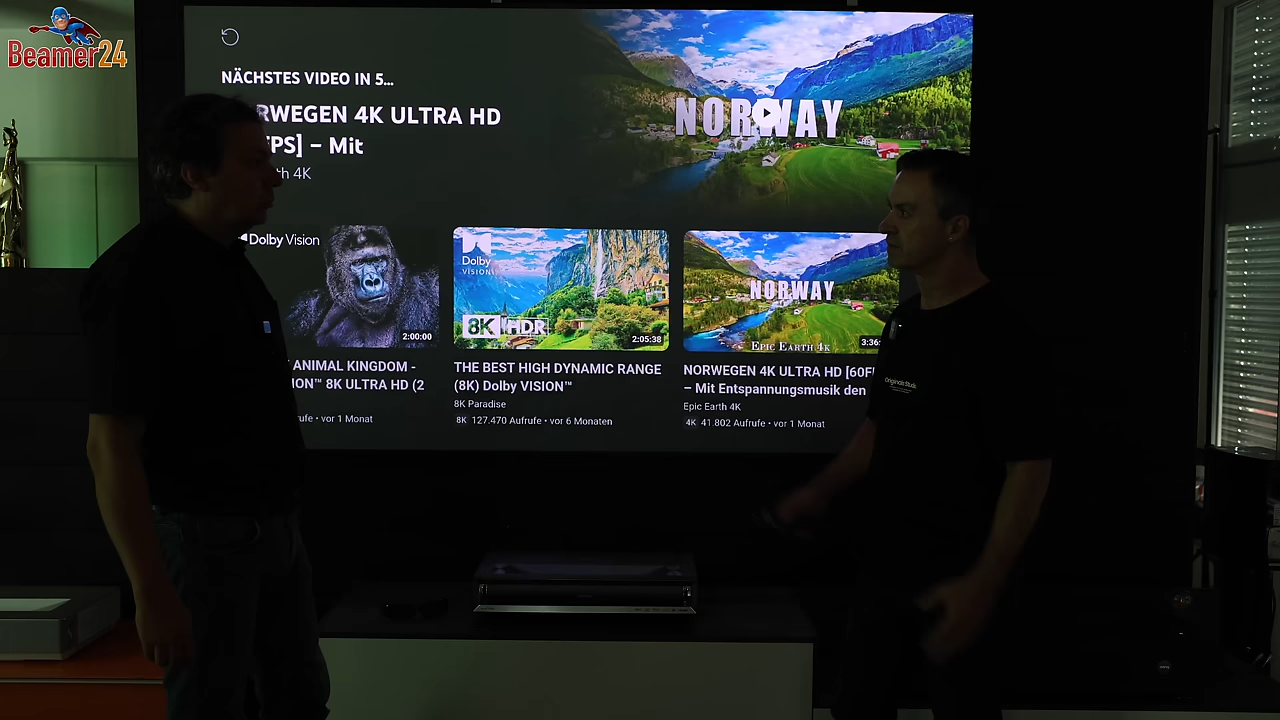 Beamer24
NÄCHSTES VIDEO IN 5...
RWEGEN 4K ULTRA HD
PS] – Mit
th 4K
NORWAY
Dolby Vision
2:00:00
ANIMAL KINGDOM -
ION™ 8K ULTRA HD (2
ufe • vor 1 Monat
Dolby
VISION
8K HDR
2:05:38
THE BEST HIGH DYNAMIC RANGE
(8K) Dolby VISION™
8K Paradise
8K 127.470 Aufrufe • vor 6 Monaten
NORWAY
EPIC EARTH 4K
3:36:
NORWEGEN 4K ULTRA HD [60F
– Mit Entspannungsmusik den
Epic Earth 4K
4K 41.802 Aufrufe • vor 1 Monat